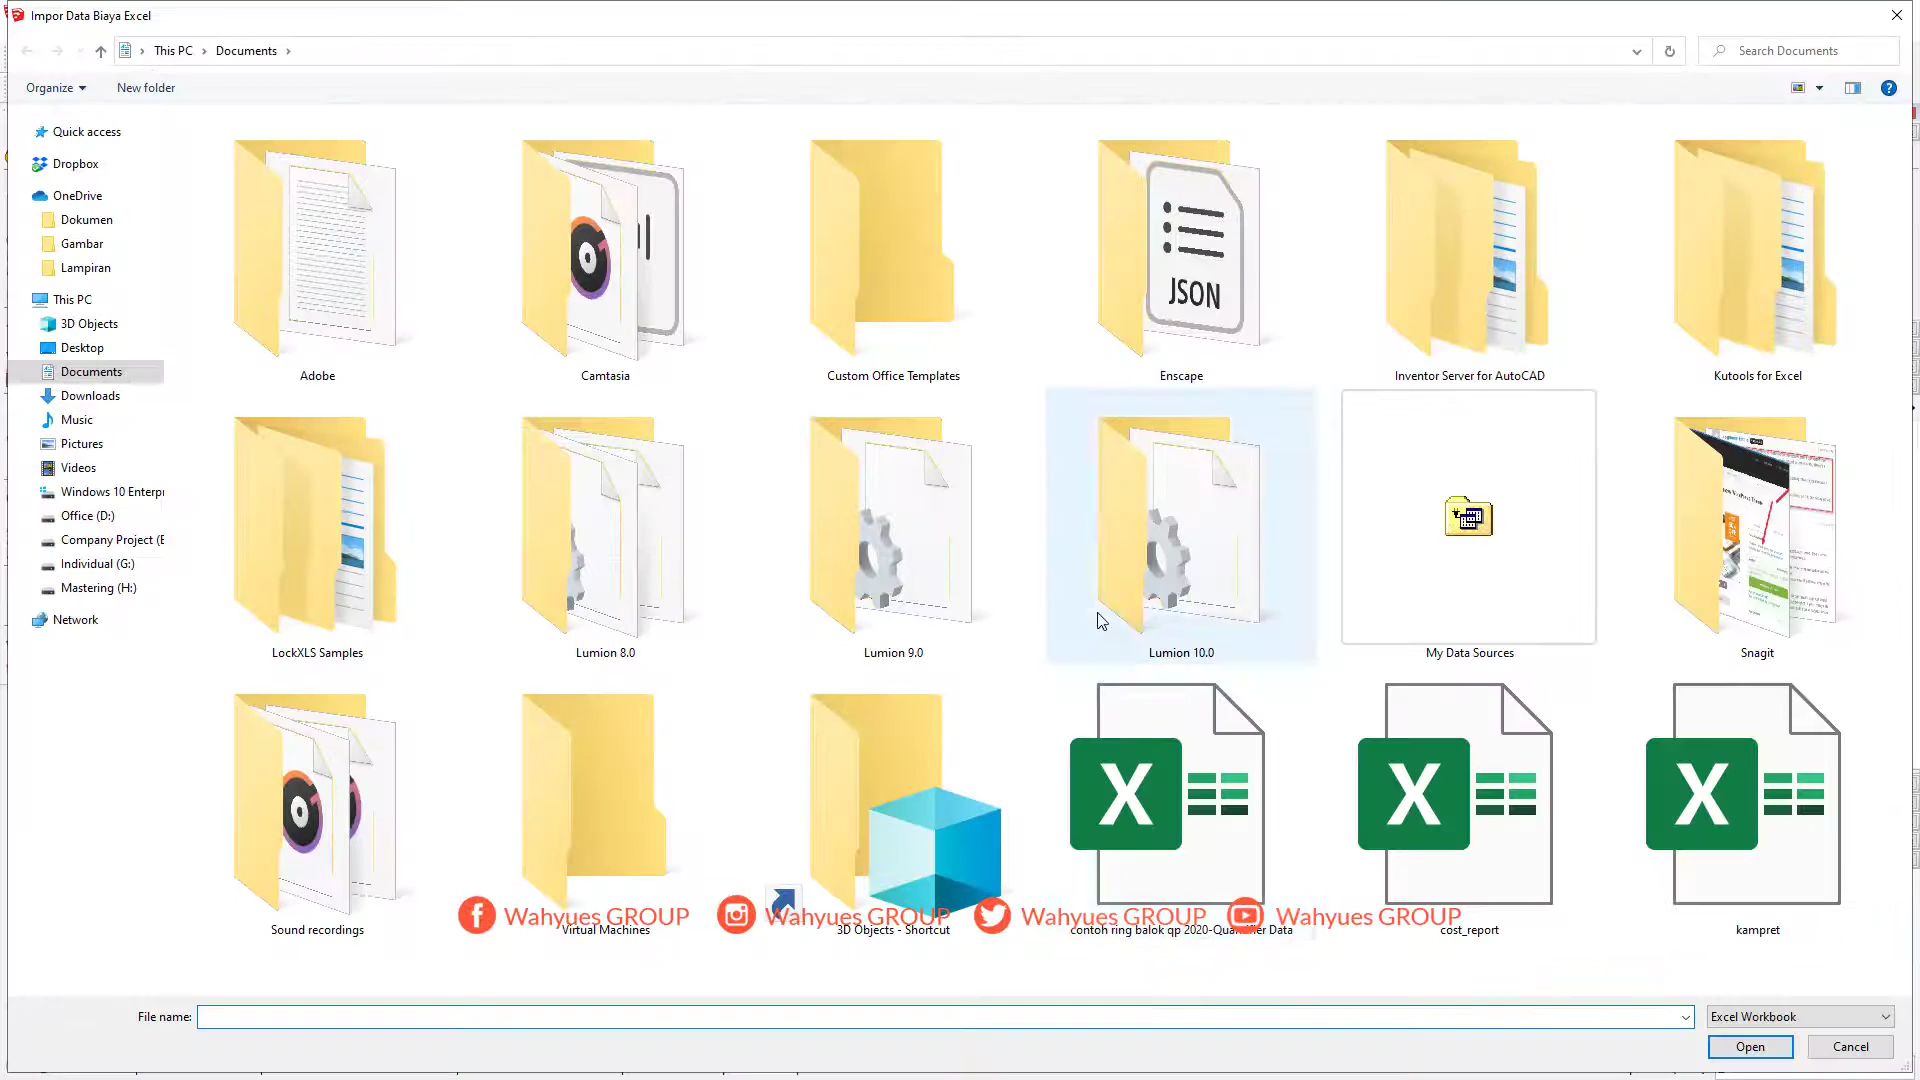 Impor Data Biaya Excel
This PC
Documents
Search Documents
Organize
New folder
Quick access
Dropbox
OneDrive
Dokumen
Gambar
Lampiran
This PC
3D Objects
Desktop
Documents
Downloads
Music
Pictures
Videos
Windows 10 Enterp
Office (D:)
Company Project (E
Individual (G:)
Mastering (H:)
Network
JSON
Adobe
Camtasia
Custom Office Templates
Enscape
Inventor Server for AutoCAD
Kutools for Excel
LockXLS Samples
Lumion 8.0
Lumion 9.0
Lumion 10.0
My Data Sources
Snagit
X
X
X
Wahyues GROUP
Wahyues GROUP
Wahyues GROUP
Wahyues GROUP
Sound recordings
Virtual Machines
3D Objects - Shortcut
contoh ring balok qp 2020-Quantifier Data
cost_report
kampret
File name:
Excel Workbook
Open
Cancel